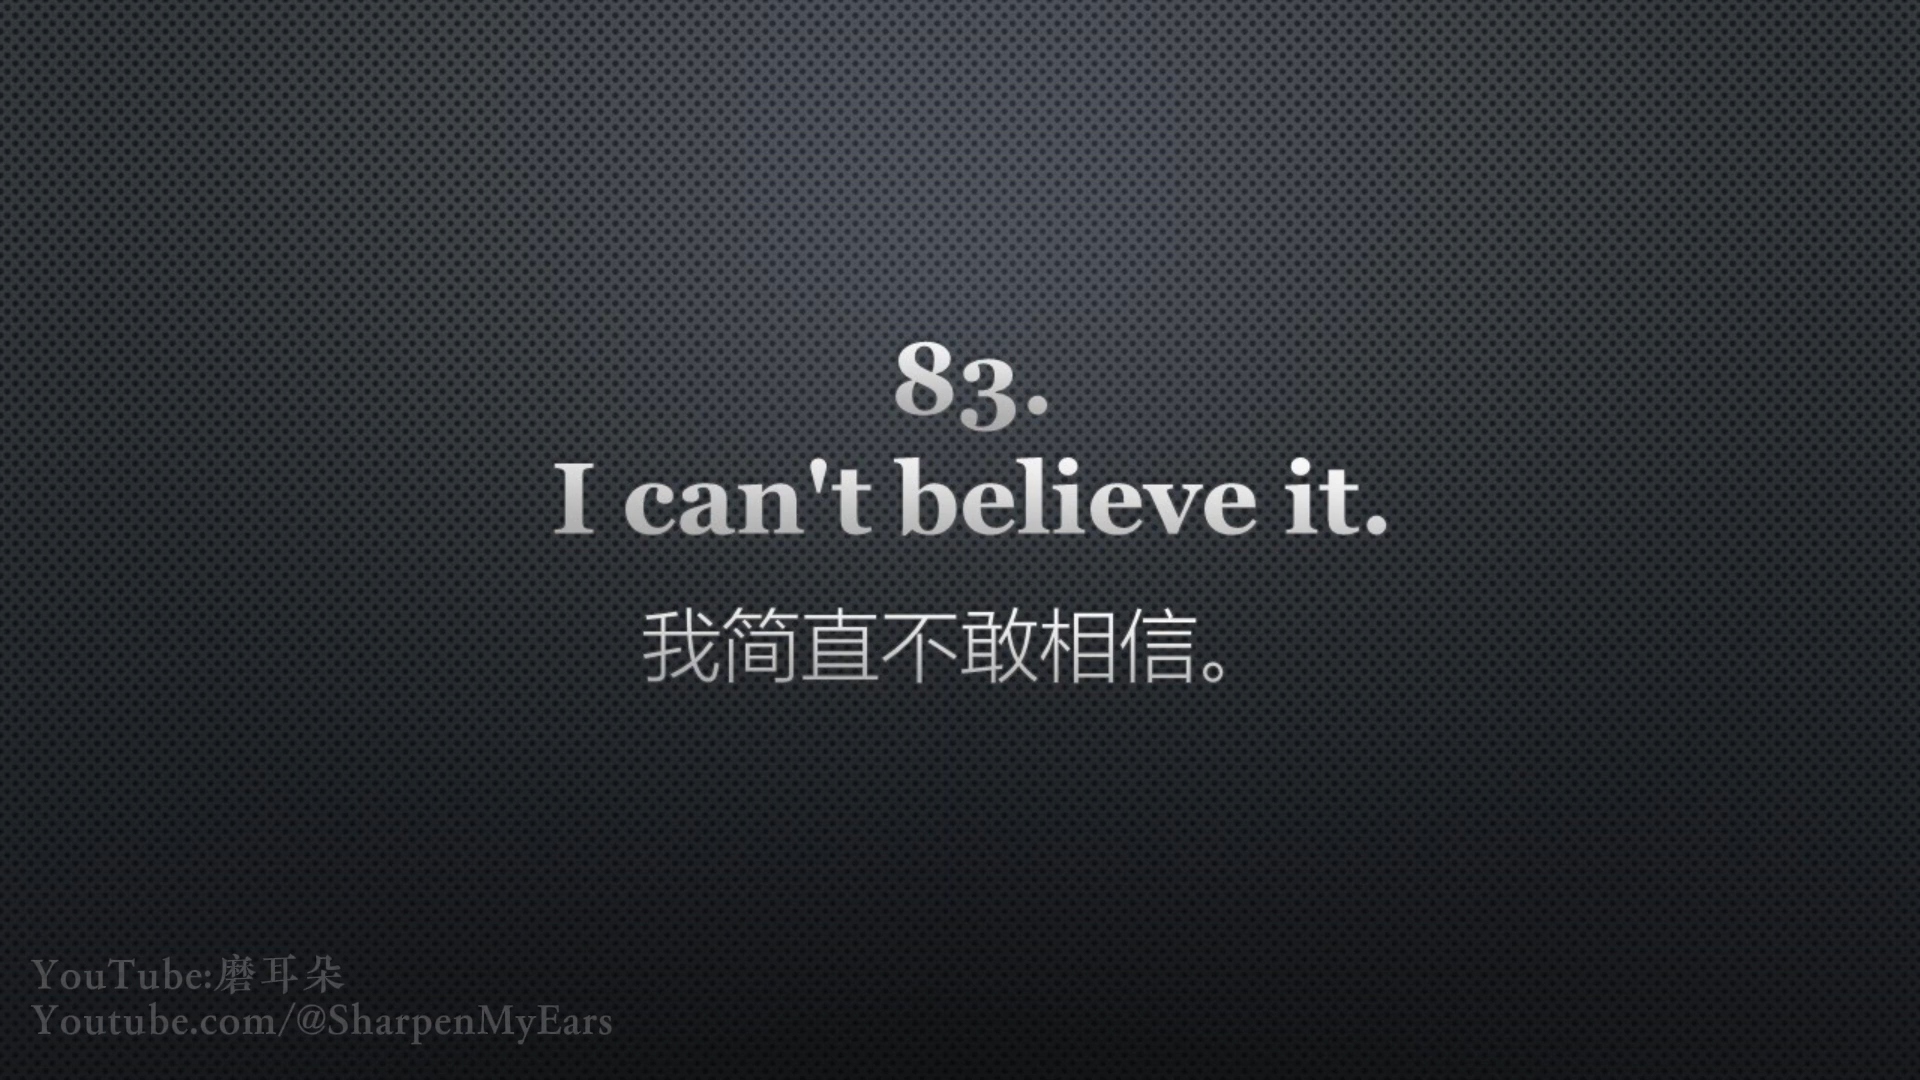 83.
I can't believe it.
我简直不敢相信。
YouTube:磨耳朵
Youtube.com/@SharpenMyEars